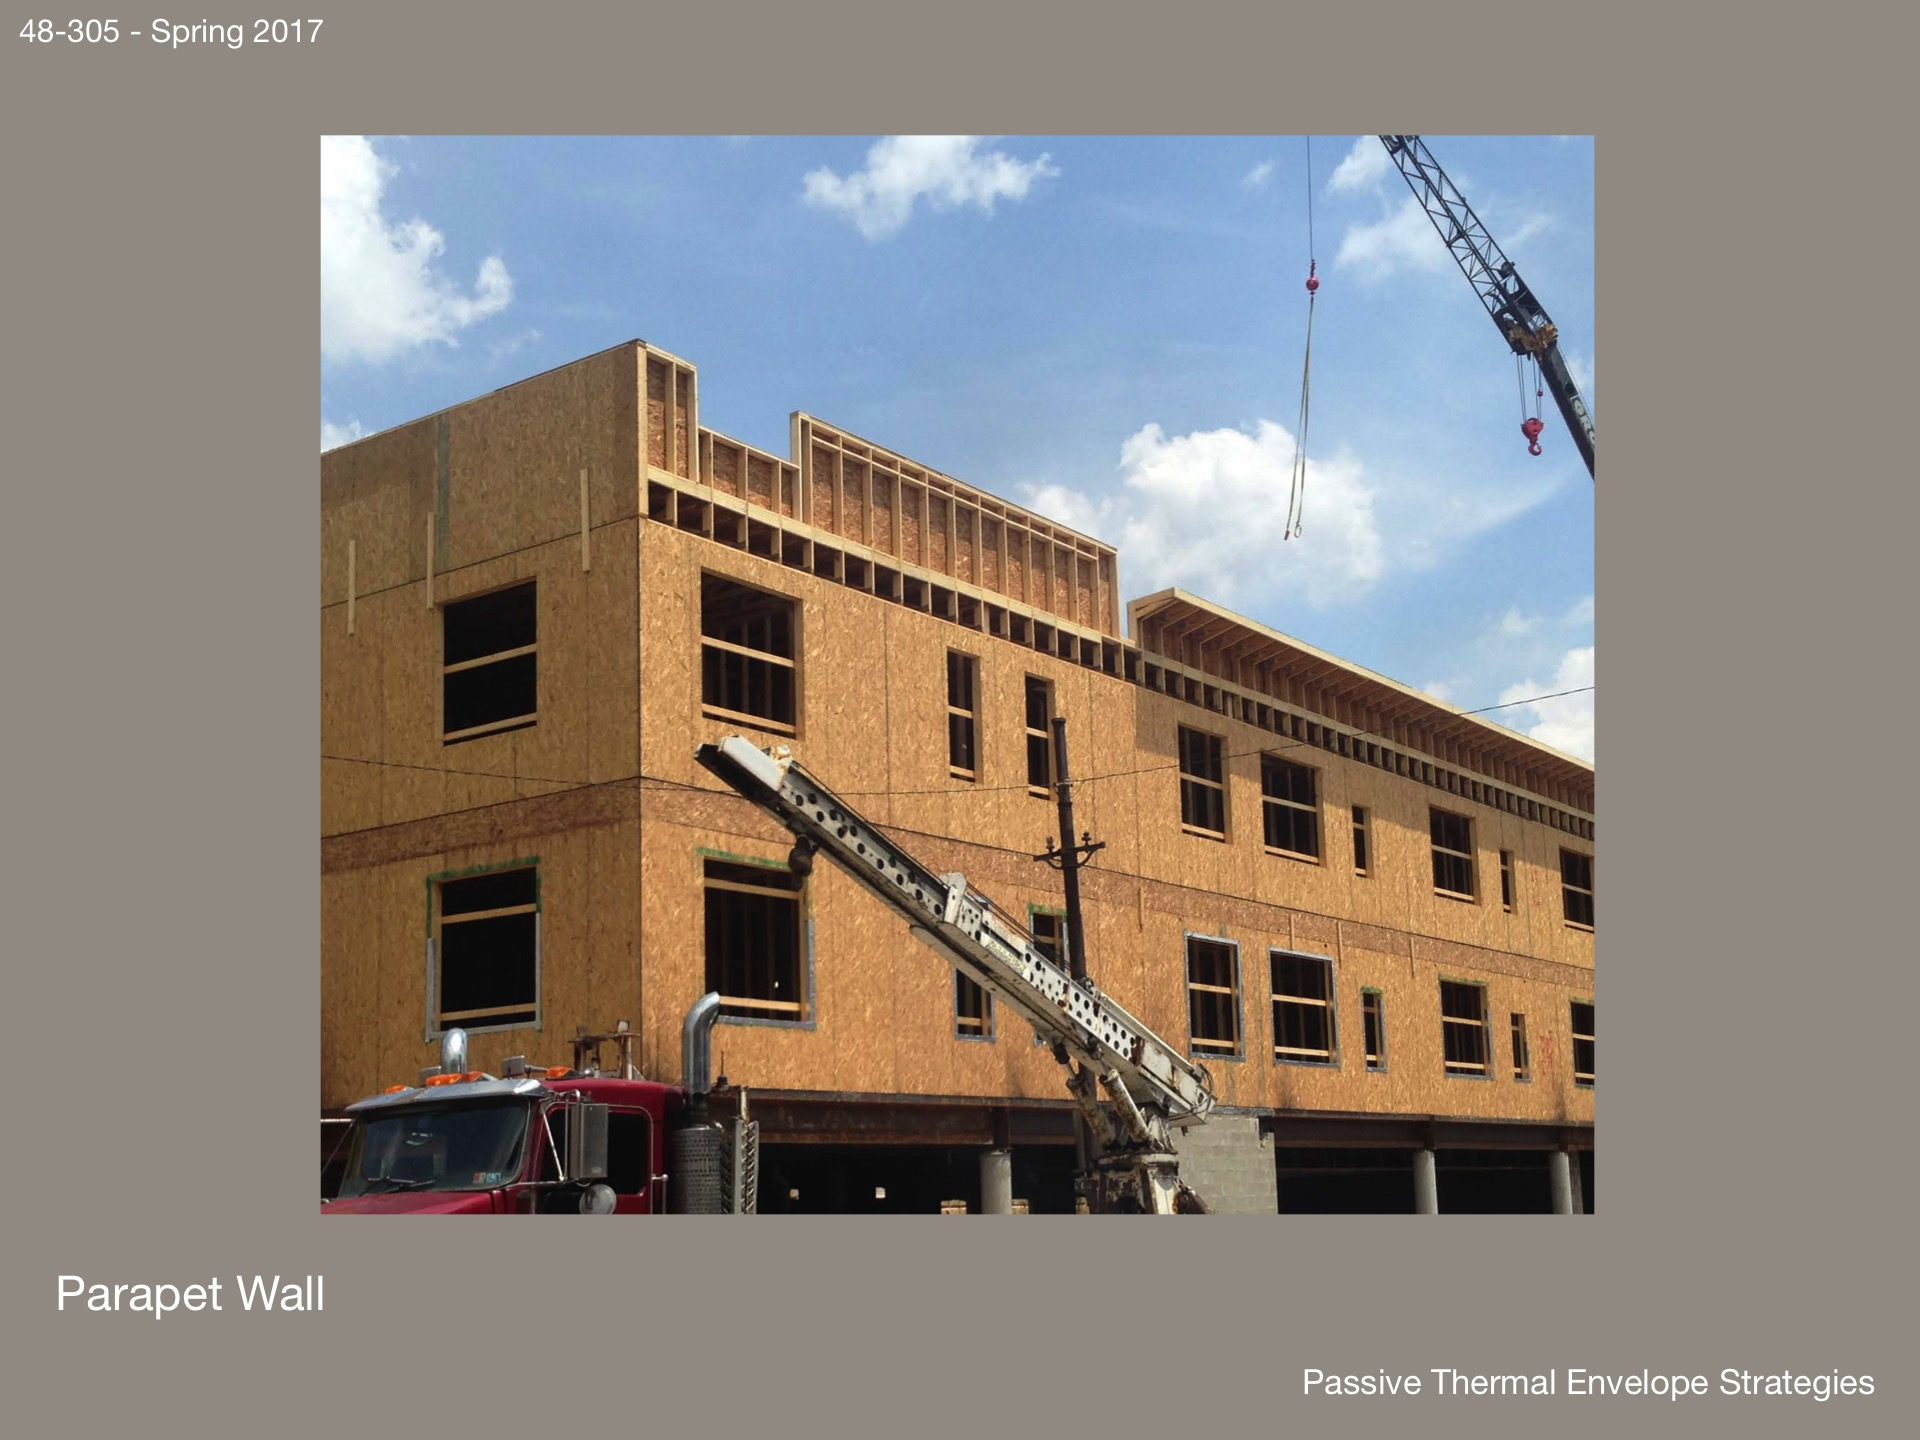 48-305 - Spring 2017
Parapet Wall
Passive Thermal Envelope Strategies